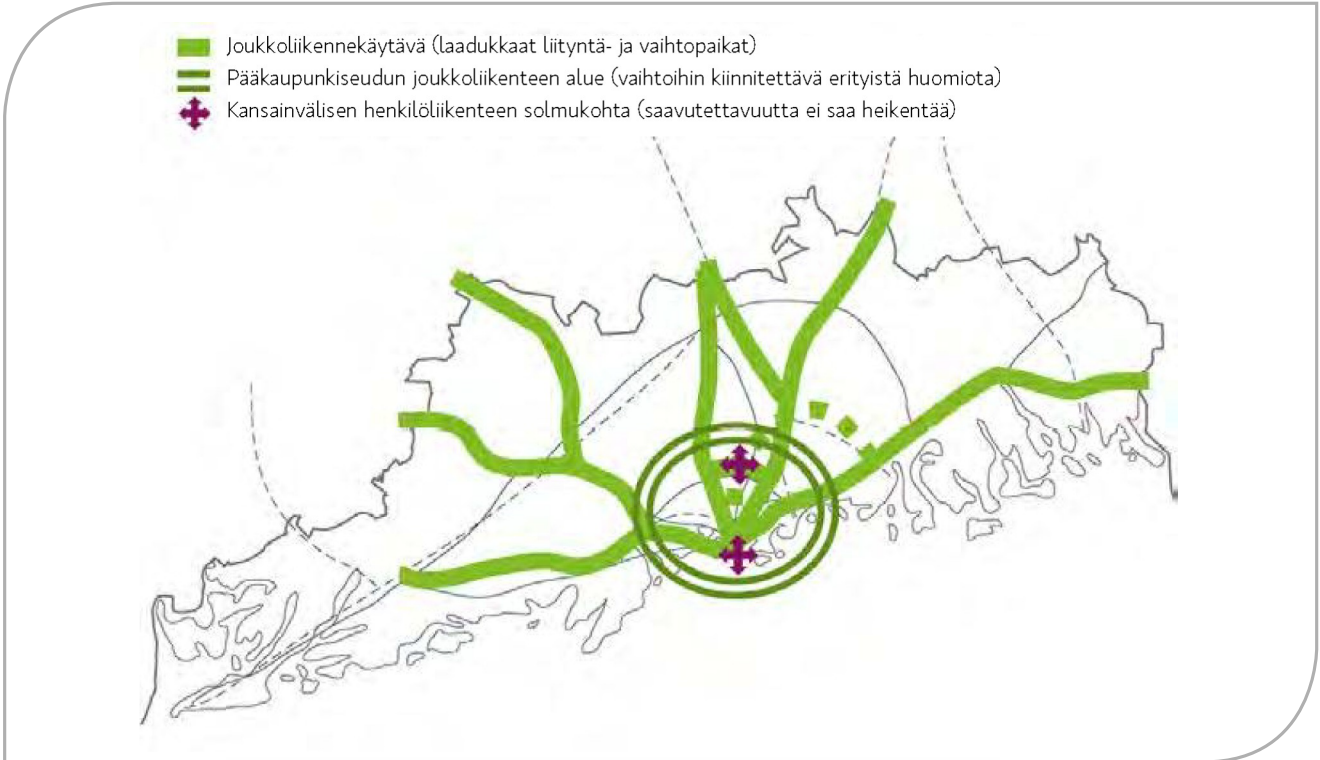 Joukkoliikennekäytävä (laadukkaat liityntä- ja vaihtopaikat)
Pääkaupunkiseudun joukkoliikenteen alue (vaihtoihin kiinnitettävä erityistä huomiota)
Kansainvälisen henkilöliikenteen solmukohta (saavutettavuutta ei saa heikentää)